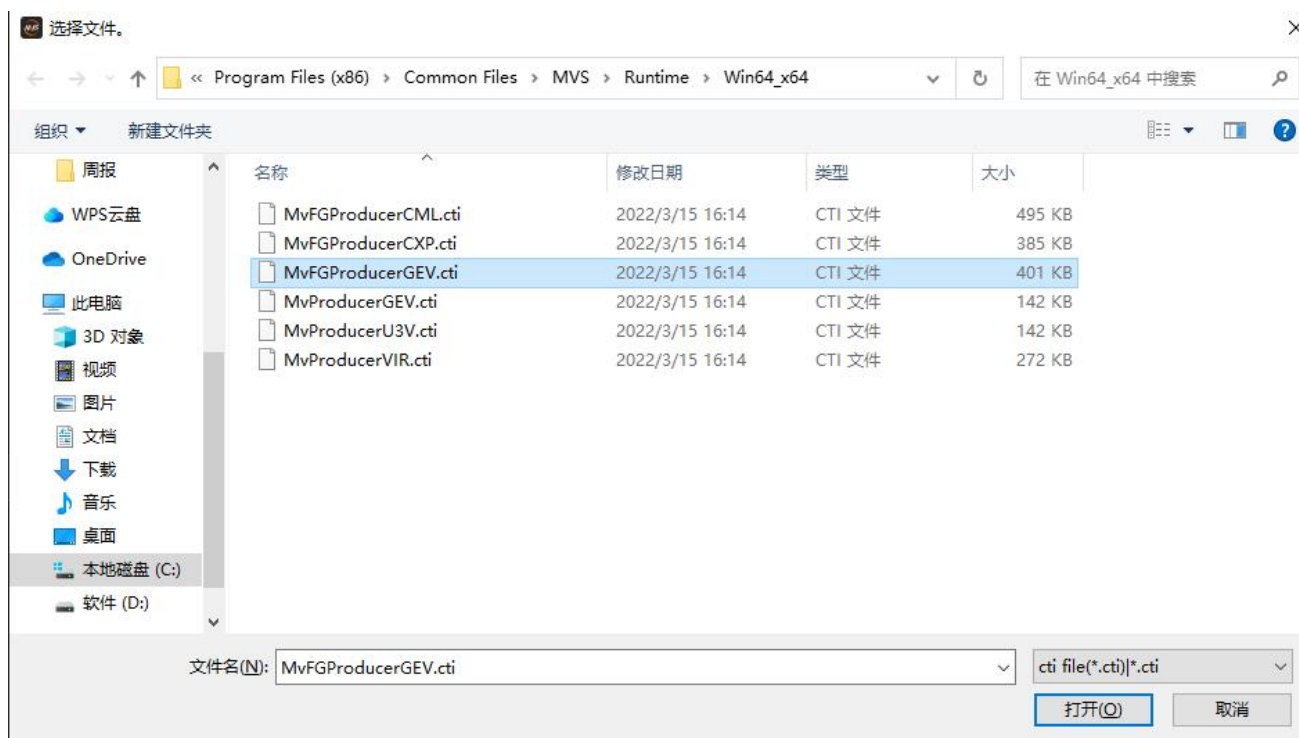 MVS 选择文件。
« Program Files (x86) › Common Files › MVS › Runtime › Win64_x64 在 Win64_x64 中搜索
组织 新建文件夹
周报
WPS云盘
OneDrive
此电脑
3D 对象
视频
图片
文档
下载
音乐
桌面
本地磁盘 (C:)
软件 (D:)
名称 修改日期 类型 大小
MvFGProducerCML.cti 2022/3/15 16:14 CTI 文件 495 KB
MvFGProducerCXP.cti 2022/3/15 16:14 CTI 文件 385 KB
MvFGProducerGEV.cti 2022/3/15 16:14 CTI 文件 401 KB
MvProducerGEV.cti 2022/3/15 16:14 CTI 文件 142 KB
MvProducerU3V.cti 2022/3/15 16:14 CTI 文件 142 KB
MvProducerVIR.cti 2022/3/15 16:14 CTI 文件 272 KB
文件名(N): MvFGProducerGEV.cti cti file(*.cti)|*.cti
打开(O) 取消